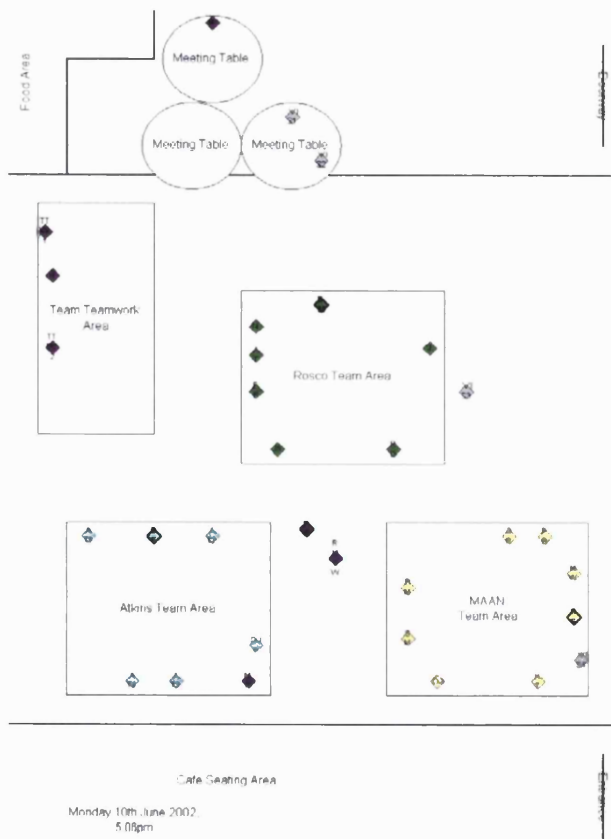 Food Area
Meeting Table
Meeting Table
Meeting Table
Team Teamwork
Area
Rosco Team Area
Atkins Team Area
MAAN
Team Area
Cafe Seating Area
Monday 10th June 2002,
5.06pm